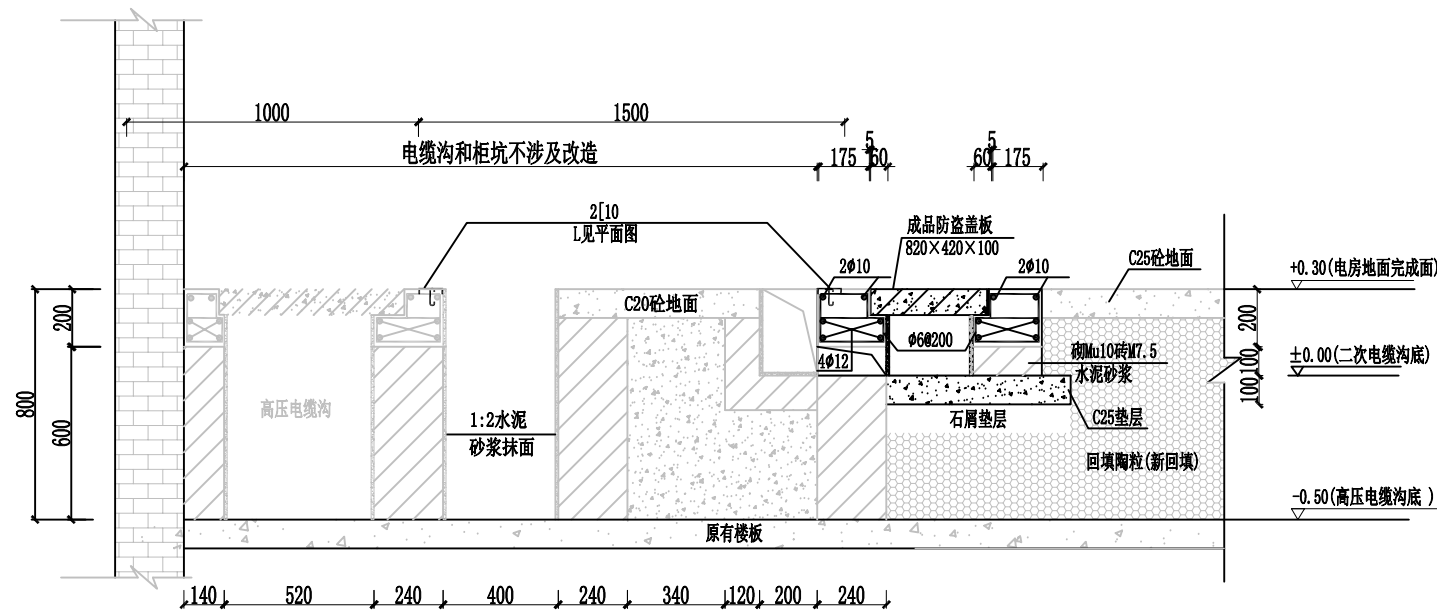 1000
1500
电缆沟和柜坑不涉及改造
5
175
60
5
60
175
2[10
L见平面图
成品防盗盖板
820×420×100
2ϕ10
2ϕ10
C25砼地面
+0.30(电房地面完成面)
C20砼地面
200
200
ϕ6@200
4ϕ12
砌Mu10砖M7.5
水泥砂浆
100
±0.00(二次电缆沟底)
100
800
600
高压电缆沟
1:2水泥
砂浆抹面
石屑垫层
C25垫层
回填陶粒(新回填)
-0.50(高压电缆沟底 )
原有楼板
140
520
240
400
240
340
120
200
240